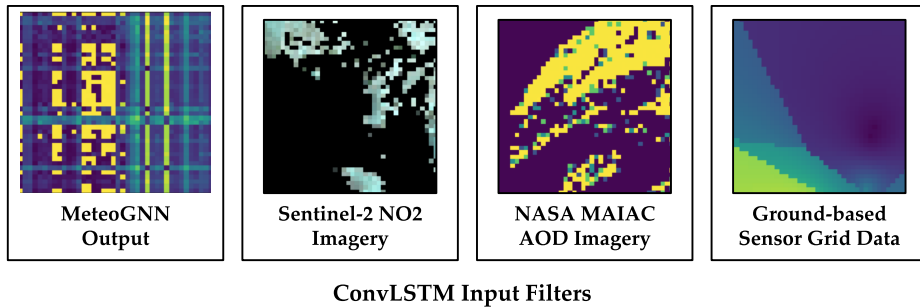 MeteoGNN
Output
Sentinel-2 NO2
Imagery
NASA MAIAC
AOD Imagery
Ground-based
Sensor Grid Data
ConvLSTM Input Filters